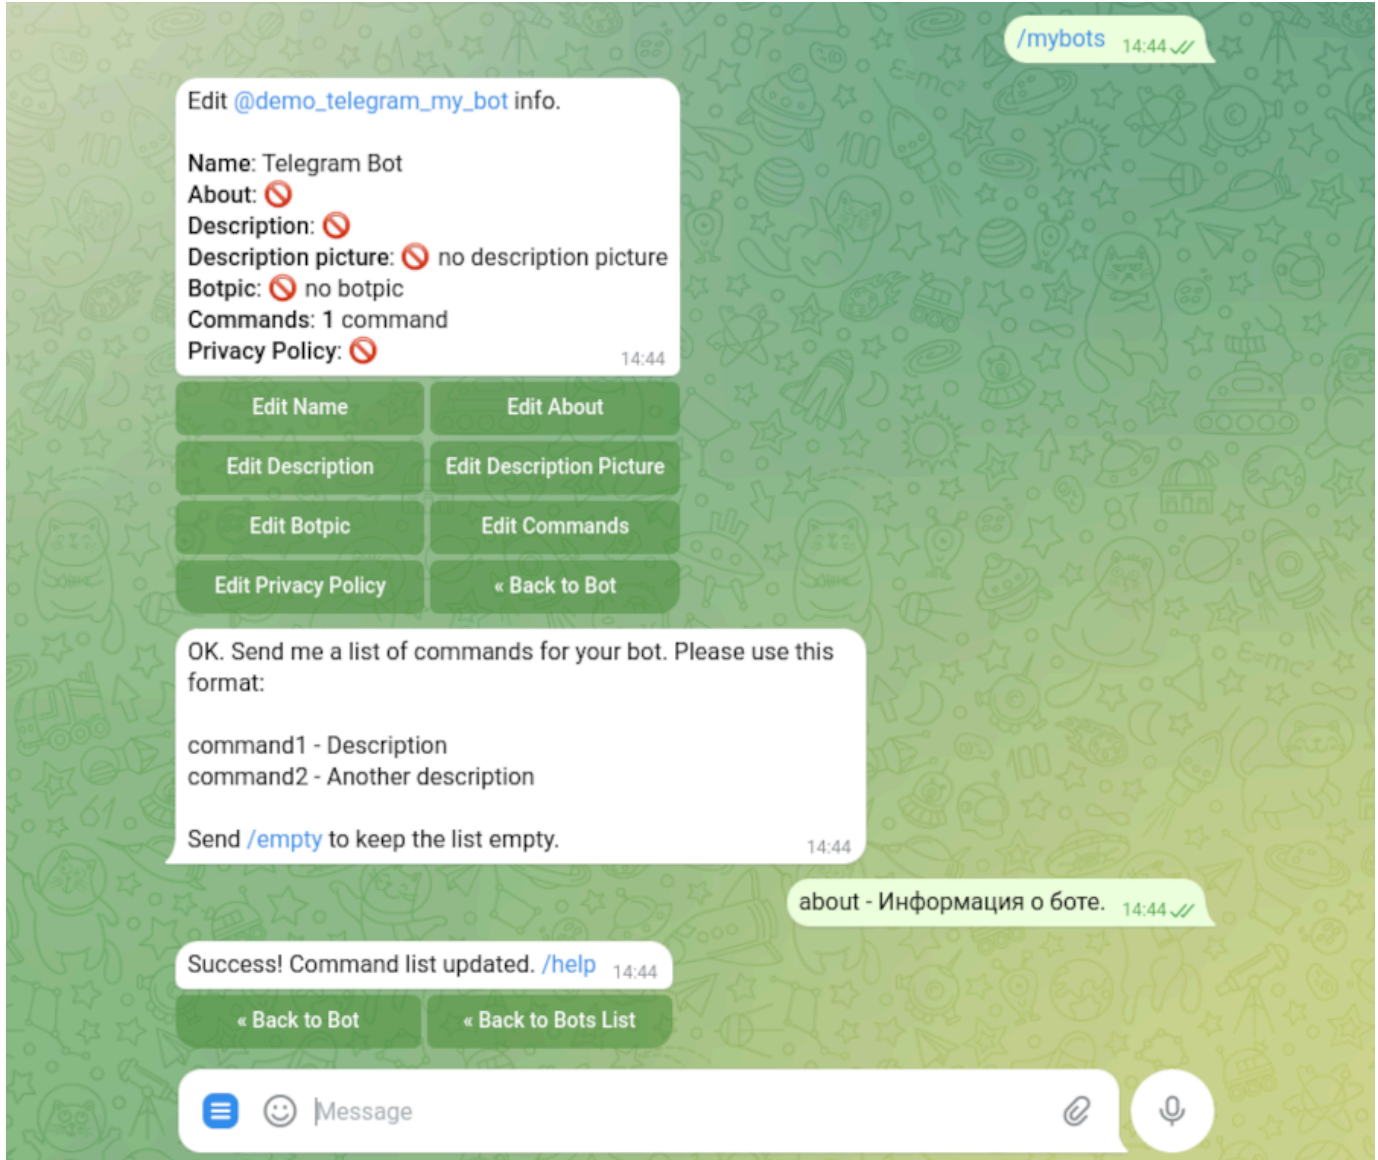 /mybots 14:44
Edit @demo_telegram_my_bot info.
Name: Telegram Bot
About:
Description:
Description picture: no description picture
Botpic: no botpic
Commands: 1 command
Privacy Policy:
14:44
Edit Name
Edit About
Edit Description
Edit Description Picture
Edit Botpic
Edit Commands
Edit Privacy Policy
« Back to Bot
OK. Send me a list of commands for your bot. Please use this
format:
command1 - Description
command2 - Another description
Send /empty to keep the list empty.
14:44
about - Информация о боте. 14:44
Success! Command list updated. /help 14:44
« Back to Bot
« Back to Bots List
Message